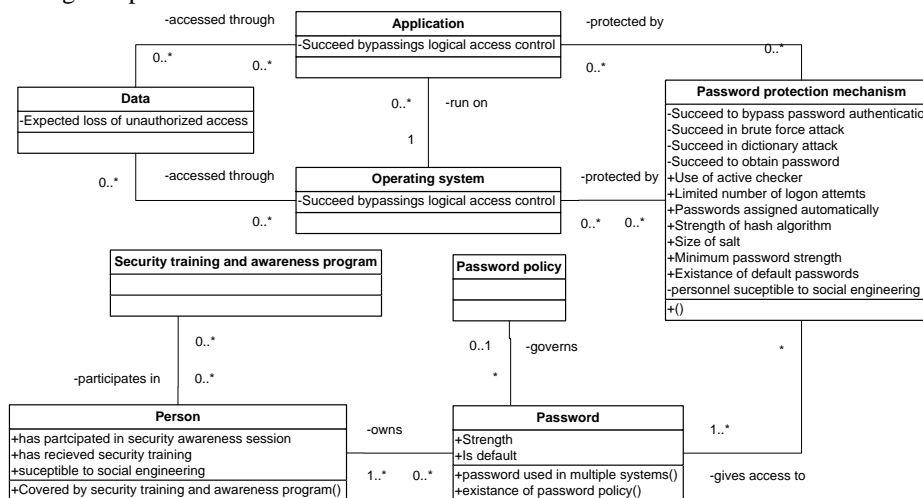 -accessed through
Application
-Succeed bypassings logical access control
-protected by
0..*
0..*
0..*
0..*
Data
-Expected loss of unauthorized access
0..*
-run on
1
Password protection mechanism
-Succeed to bypass password authentication
-Succeed in brute force attack
-Succeed in dictionary attack
-Succeed to obtain password
+Use of active checker
+Limited number of logon attemts
+Passwords assigned automatically
+Strength of hash algorithm
+Size of salt
+Minimum password strength
+Existance of default passwords
-personnel suceptible to social engineering
+()
0..*
-accessed through
0..*
Operating system
-Succeed bypassings logical access control
-protected by
0..*
0..*
Security training and awareness program
Password policy
0..*
-participates in
0..*
0..1
-governs
*
*
Person
+has partcipated in security awareness session
+has recieved security training
+suceptible to social engineering
+Covered by security training and awareness program()
-owns
1..*
0..*
Password
+Strength
+Is default
+password used in multiple systems()
+existance of password policy()
1..*
-gives access to